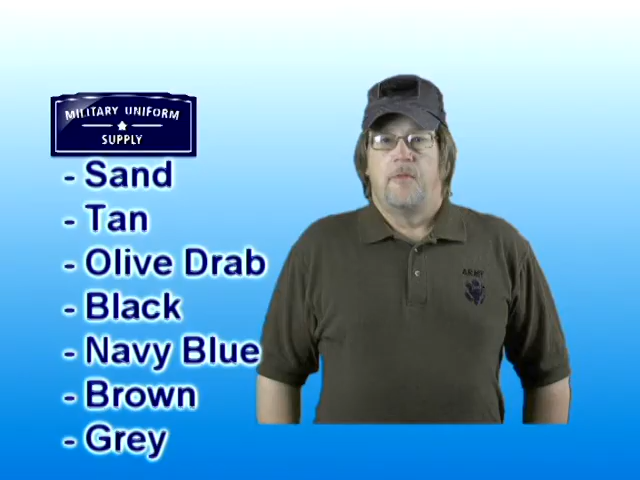 MILITARY UNIFORM
SUPPLY
- Sand
- Tan
- Olive Drab
- Black
- Navy Blue
- Brown
- Grey
ARMY